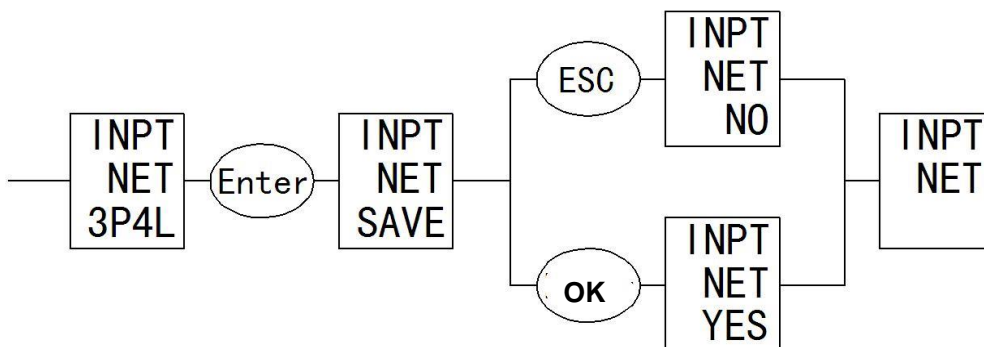 INPT
NET
3P4L
Enter
INPT
NET
SAVE
ESC
INPT
NET
NO
OK
INPT
NET
YES
INPT
NET